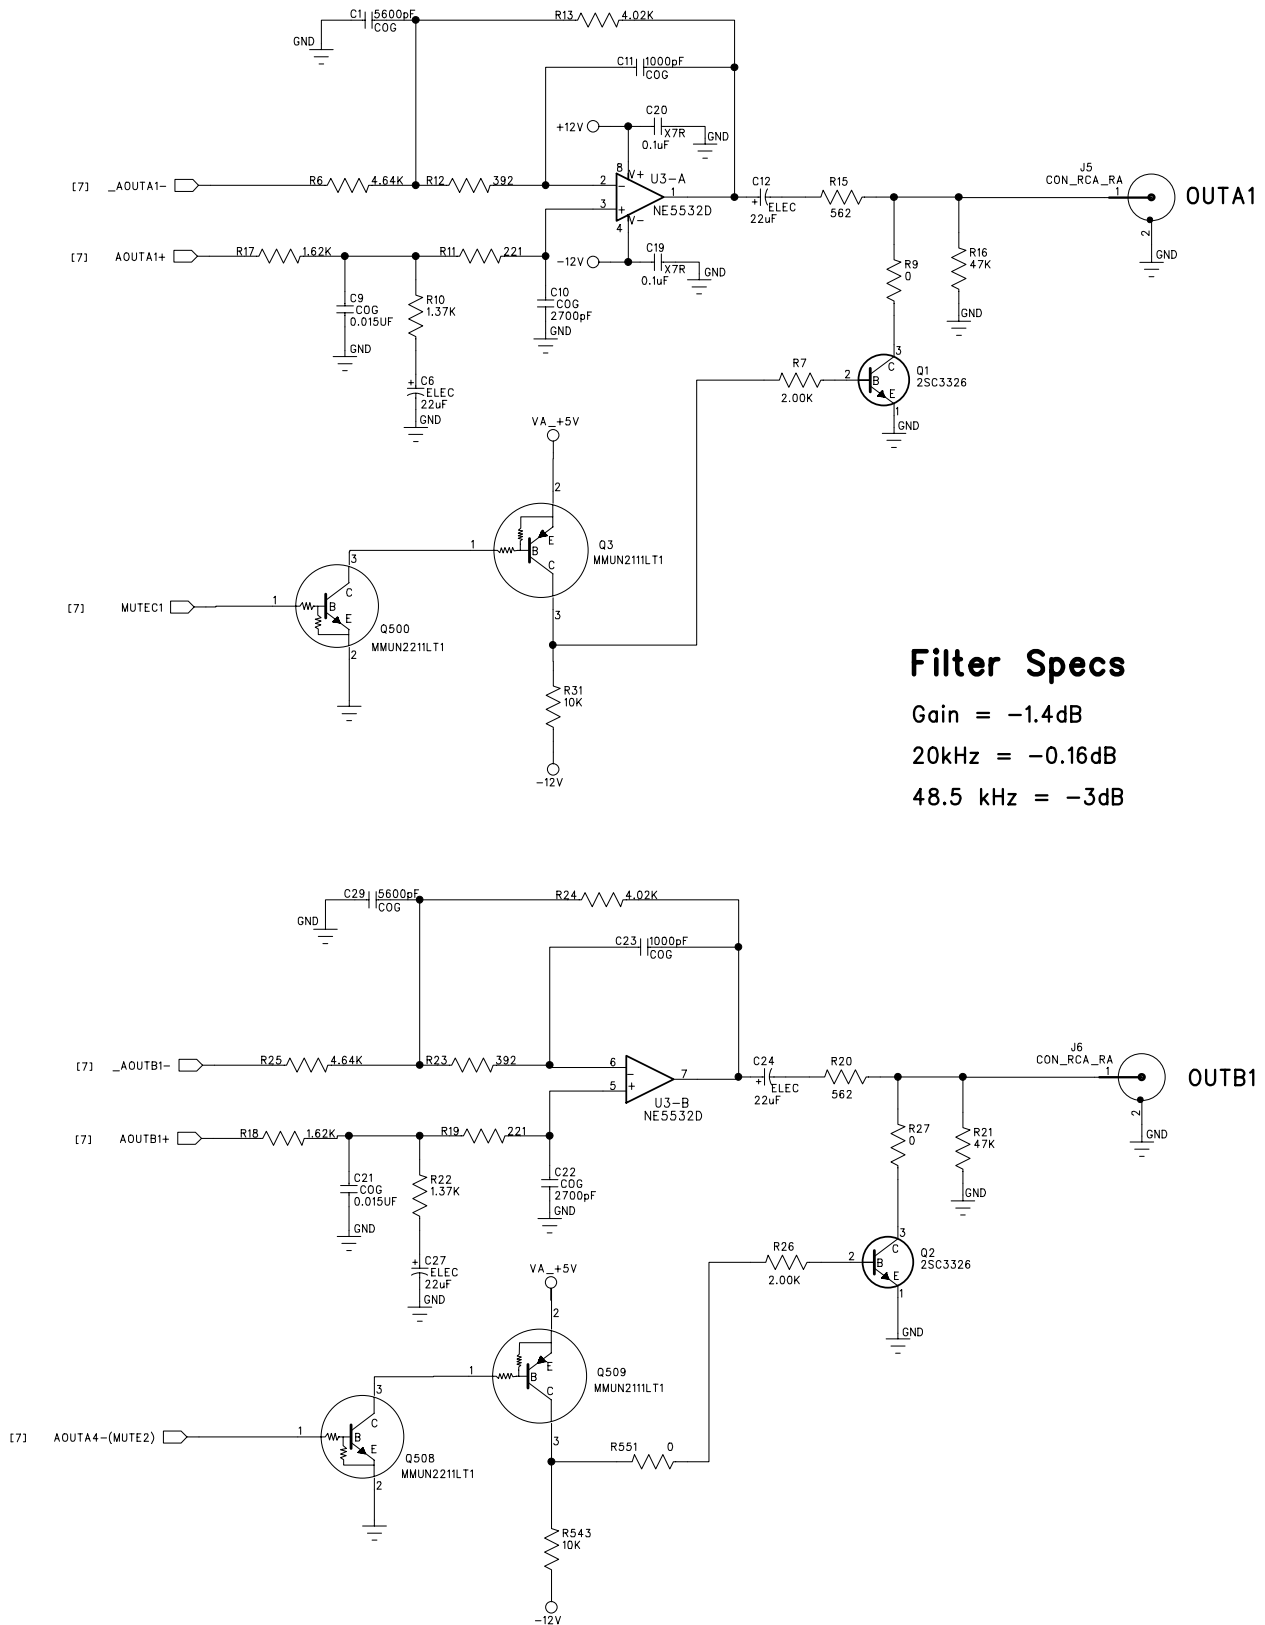 C1 5600pF
COG
GND
R13 4.02K
C11 1000pF
COG
C20
+12V
X7R
0.1uF
GND
[7] _AOUTA1-
R6 4.64K
R12 392
8
V+
U3-A
2
-
3
+
1
NE5532D
V-
4
C12
+
ELEC
22uF
R15
562
J5
CON_RCA_RA
1
OUTA1
2
GND
[7] AOUTA1+
R17 1.62K
R11 221
-12V
C19
X7R
0.1uF
GND
R9
0
R16
47K
GND
C9
COG
0.015UF
GND
R10
1.37K
C10
COG
2700pF
GND
+
C6
ELEC
22uF
GND
R7
2.00K
2
3
C
B
E
1
Q1
2SC3326
GND
VA_+5V
2
1
E
B
C
Q3
MMUN2111LT1
3
3
C
B
E
[7] MUTEC1
1
Q500
MMUN2211LT1
2
R31
10K
-12V
Filter Specs
Gain = -1.4dB
20kHz = -0.16dB
48.5 kHz = -3dB
C29 5600pF
COG
GND
R24 4.02K
C23 1000pF
COG
[7] _AOUTB1-
R25 4.64K
R23 392
6
-
5
+
7
U3-B
NE5532D
C24
+
ELEC
22uF
R20
562
J6
CON_RCA_RA
1
OUTB1
2
GND
[7] AOUTB1+
R18 1.62K
R19 221
R27
0
R21
47K
GND
C21
COG
0.015UF
GND
R22
1.37K
C22
COG
2700pF
GND
+
C27
ELEC
22uF
GND
R26
2.00K
2
3
C
B
E
1
Q2
2SC3326
GND
VA_+5V
2
1
E
B
C
Q509
MMUN2111LT1
3
R551 0
3
C
B
E
[7] AOUTA4-(MUTE2)
1
Q508
MMUN2211LT1
2
R543
10K
-12V